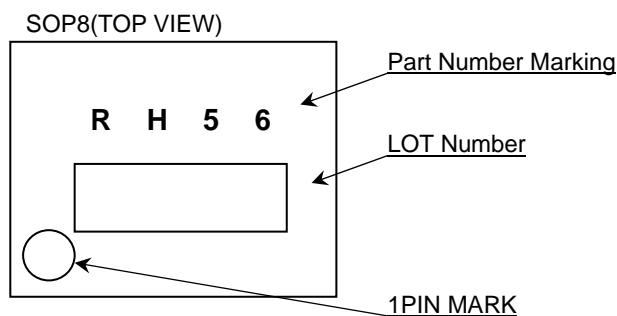 SOP8(TOP VIEW)
Part Number Marking
R H 5 6
LOT Number
1PIN MARK